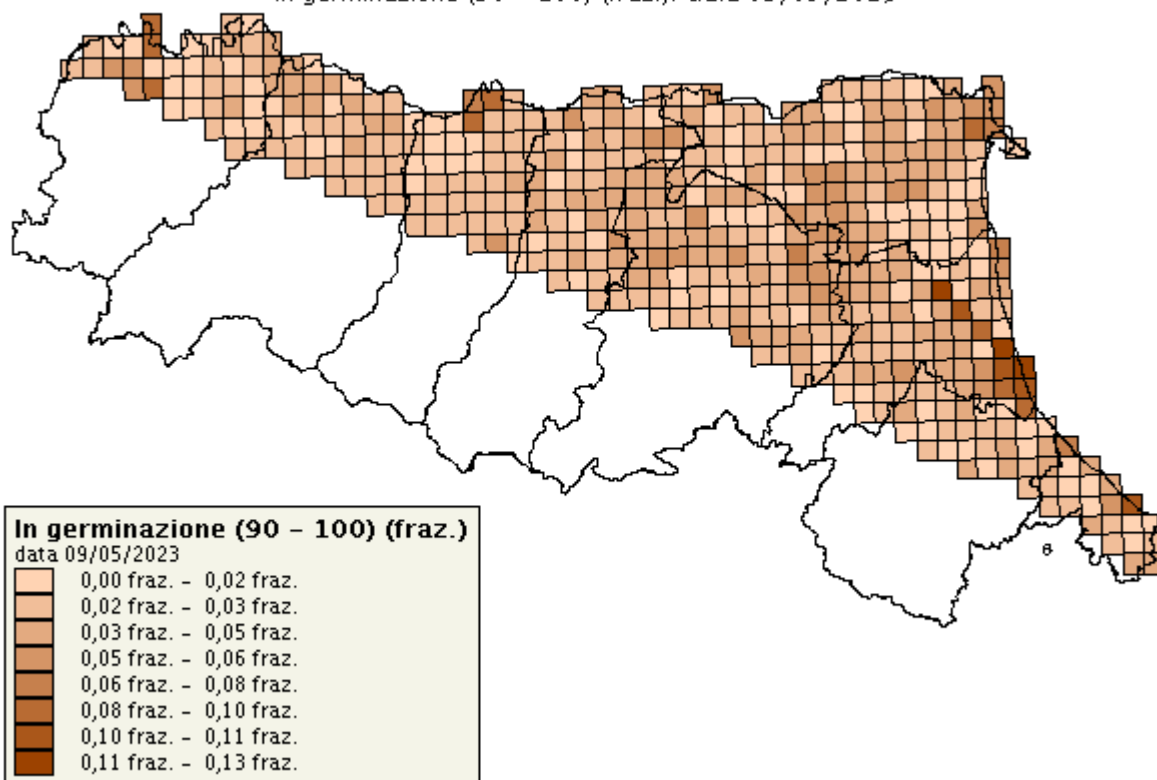 In germinazione (90 – 100) (fraz.)
data 09/05/2023
0,00 fraz. – 0,02 fraz.
0,02 fraz. – 0,03 fraz.
0,03 fraz. – 0,05 fraz.
0,05 fraz. – 0,06 fraz.
0,06 fraz. – 0,08 fraz.
0,08 fraz. – 0,10 fraz.
0,10 fraz. – 0,11 fraz.
0,11 fraz. – 0,13 fraz.